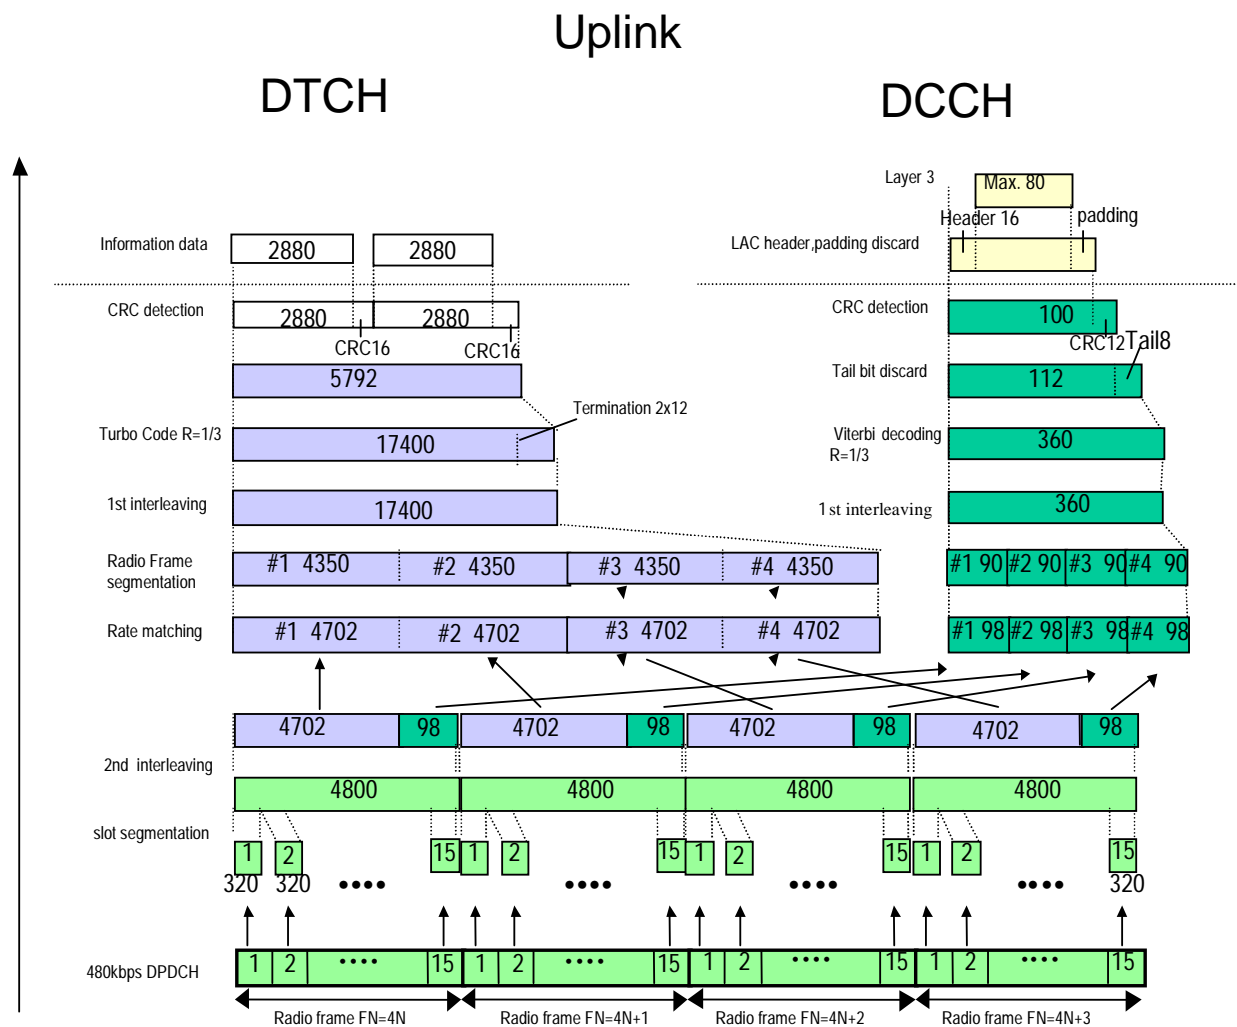 Uplink
DTCH
DCCH
Layer 3
Max. 80
Header 16
padding
Information data
2880
2880
LAC header,padding discard
CRC detection
2880
2880
CRC detection
100
CRC16
CRC16
CRC12
Tail8
5792
Tail bit discard
112
Termination 2x12
Turbo Code R=1/3
17400
Viterbi decoding
R=1/3
360
1st interleaving
17400
1st interleaving
360
Radio Frame
segmentation
#1 4350
#2 4350
#3 4350
#4 4350
#1 90
#2 90
#3 90
#4 90
Rate matching
#1 4702
#2 4702
#3 4702
#4 4702
#1 98
#2 98
#3 98
#4 98
4702
98
4702
98
4702
98
4702
98
2nd interleaving
4800
4800
4800
4800
slot segmentation
1
2
15
1
2
15
1
2
15
1
2
15
320
320
••••
••••
••••
••••
320
480kbps DPDCH
1
2
••••
15
1
2
••••
15
1
2
••••
15
1
2
••••
15
Radio frame FN=4N
Radio frame FN=4N+1
Radio frame FN=4N+2
Radio frame FN=4N+3